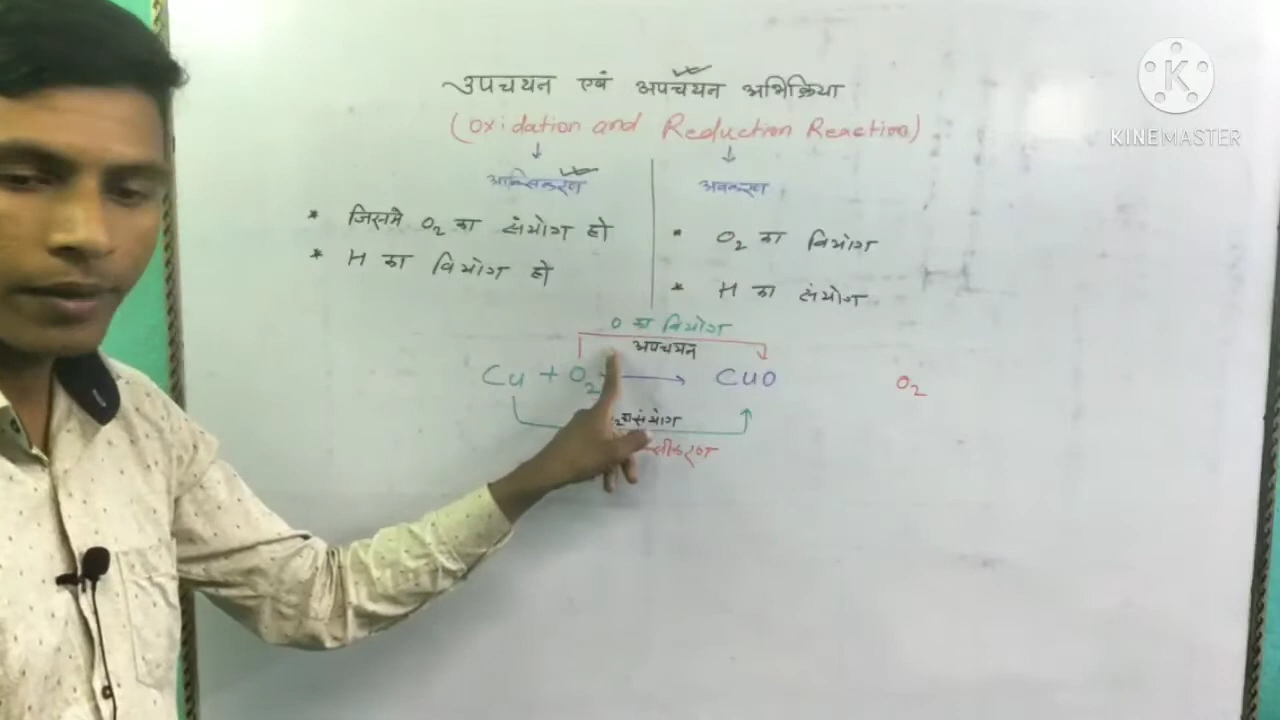 उपचयन एवं अपचयन अभिक्रिया
(Oxidation and Reduction Reaction)
आक्सिकरण
अवकरण
* जिसमे O2 का संयोग हो
* H का वियोग हो
* O2 का वियोग
* H का संयोग
O का वियोग
अपचयन
Cu + O2 → CuO
O2
का संयोग
KINEMASTER